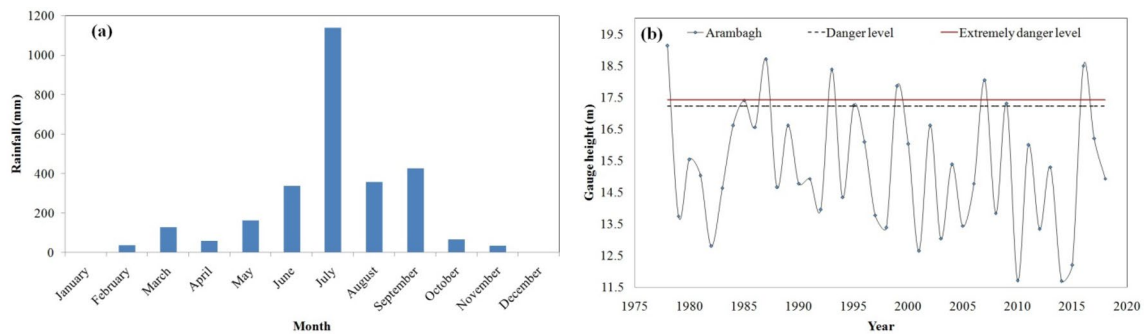 (a)
Rainfall (mm)
1200
1000
800
600
400
200
0
January
February
March
April
May
June
July
August
September
October
November
December
Month
(b)
Arambagh
Danger level
Extremely danger level
Gauge height (m)
19.5
18.5
17.5
16.5
15.5
14.5
13.5
12.5
11.5
1975
1980
1985
1990
1995
2000
2005
2010
2015
2020
Year